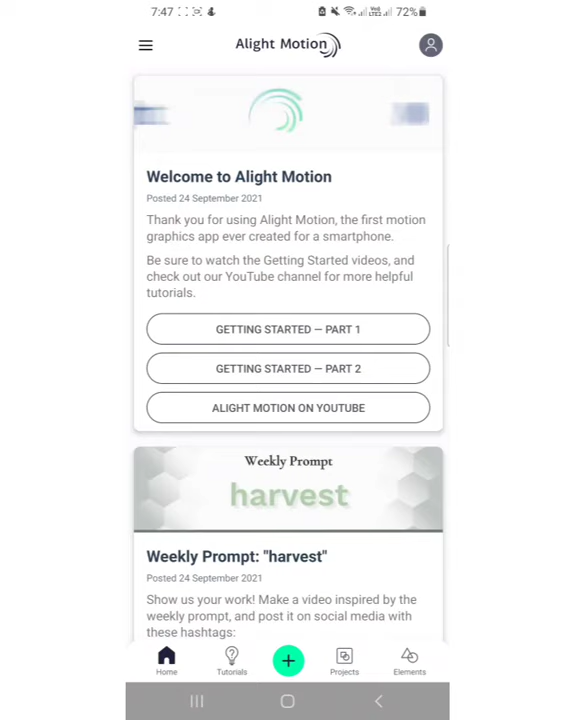 7:47
72%
Alight Motion
Welcome to Alight Motion
Posted 24 September 2021
Thank you for using Alight Motion, the first motion
graphics app ever created for a smartphone.
Be sure to watch the Getting Started videos, and
check out our YouTube channel for more helpful
tutorials.
GETTING STARTED — PART 1
GETTING STARTED — PART 2
ALIGHT MOTION ON YOUTUBE
Weekly Prompt
harvest
Weekly Prompt: "harvest"
Posted 24 September 2021
Show us your work! Make a video inspired by the
weekly prompt, and post it on social media with
these hashtags:
Home
Tutorials
Projects
Elements